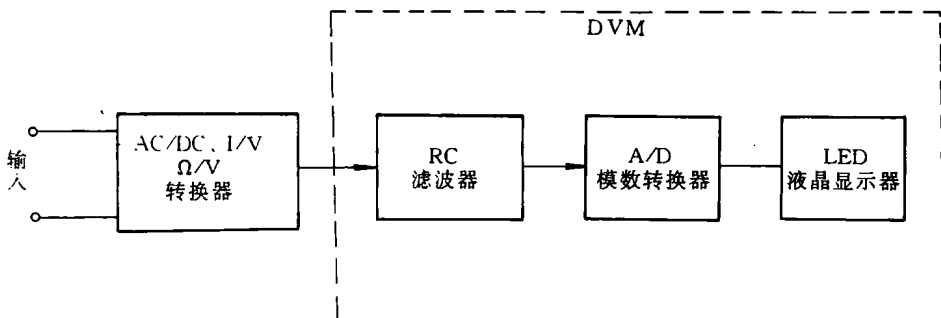 DVM
输
入
AC/DC、I/V
Ω/V
转换器
RC
滤波器
A/D
模数转换器
LED
液晶显示器